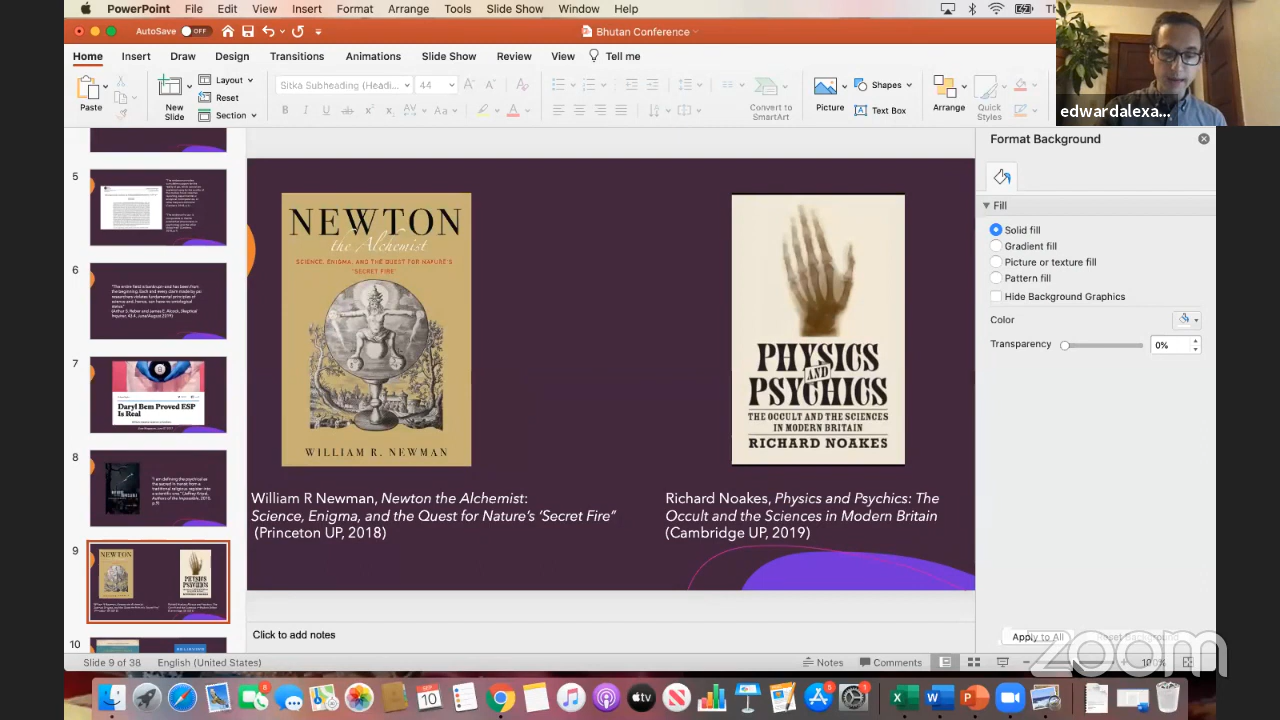 PowerPoint File Edit View Insert Format Arrange Tools Slide Show Window Help
AutoSave OFF Bhutan Conference
Home Insert Draw Design Transitions Animations Slide Show Review View Tell me
Paste
New Slide
Layout
Reset
Section
Sitka Subheading (Headi... 44
Convert to SmartArt
Picture
Shapes
Text Box
Arrange
Quick Styles
edwardalexa...
Format Background
Fill
Solid fill
Gradient fill
Picture or texture fill
Pattern fill
Hide Background Graphics
Color
Transparency 0%
Apply to All
5
6
7
Daryl Bem Proved ESP
Is Real
8
9
10
NEWTON
the Alchemist
SCIENCE, ENIGMA, AND THE QUEST FOR NATURE'S
"SECRET FIRE"
WILLIAM R. NEWMAN
PHYSICS
AND
PSYCHICS
THE OCCULT AND THE SCIENCES
IN MODERN BRITAIN
RICHARD NOAKES
William R Newman, Newton the Alchemist:
Science, Enigma, and the Quest for Nature's 'Secret Fire"
(Princeton UP, 2018)
Richard Noakes, Physics and Psychics: The
Occult and the Sciences in Modern Britain
(Cambridge UP, 2019)
Click to add notes
Slide 9 of 38 English (United States) Notes Comments
zoom